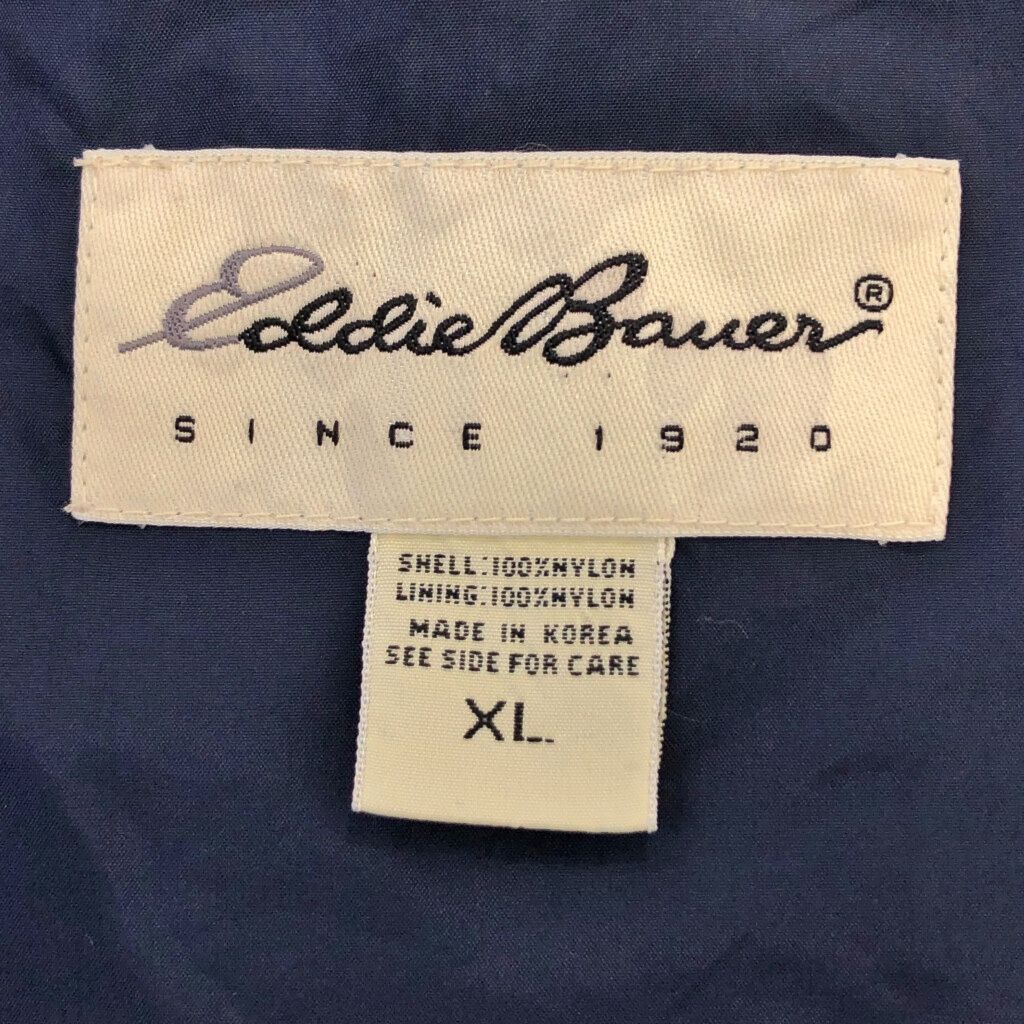 Eddie Bauer®
SINCE 1920
SHELL:100%NYLON
LINING:100%NYLON
MADE IN KOREA
SEE SIDE FOR CARE
XL.